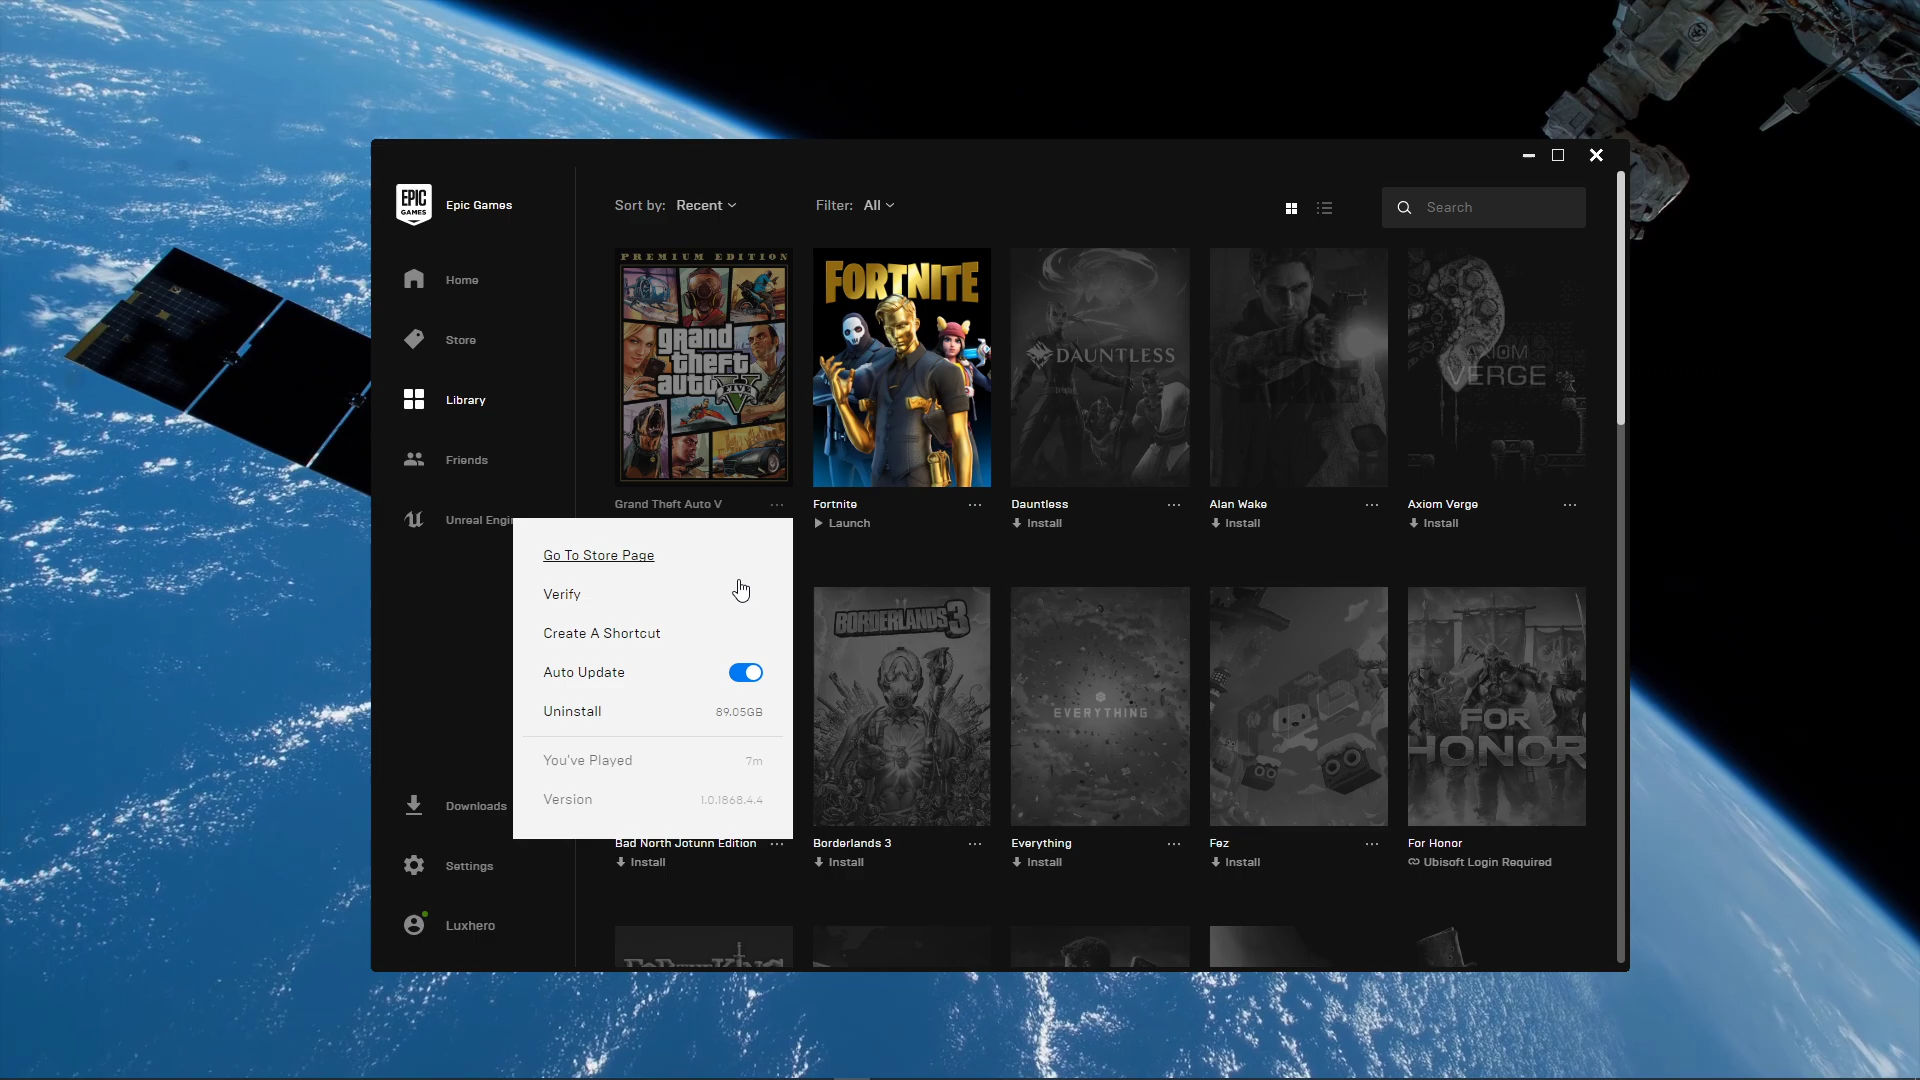 EPIC
GAMES
Epic Games
Home
Store
Library
Friends
Unreal Engin
Downloads
Settings
Luxhero
Sort by: Recent
Filter: All
Search
PREMIUM EDITION
grand
theft
auto V
FIVE
FORTNITE
DAUNTLESS
AXIOM
VERGE
Grand Theft Auto V
Fortnite
Launch
Dauntless
Install
Alan Wake
Install
Axiom Verge
Install
Go To Store Page
Verify
Create A Shortcut
Auto Update
Uninstall 89.05GB
You've Played 7m
Version 1.0.1868.4.4
BORDERLANDS 3
EVERYTHING
FOR
HONOR
Bad North Jotunn Edition
Install
Borderlands 3
Install
Everything
Install
Fez
Install
For Honor
Ubisoft Login Required
FOR THE KING